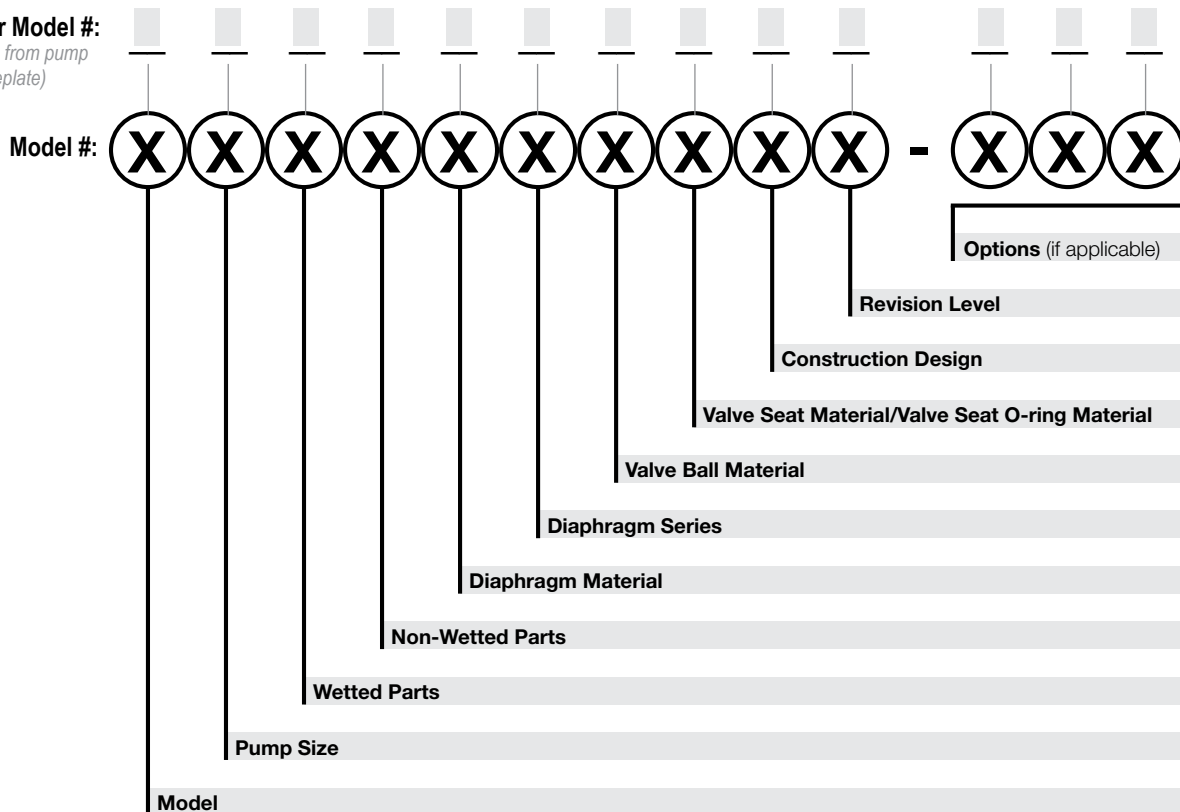 r Model #:
from pump
eplate)
Model #: X X X X X X X X X X - X X X
Options (if applicable)
Revision Level
Construction Design
Valve Seat Material/Valve Seat O-ring Material
Valve Ball Material
Diaphragm Series
Diaphragm Material
Non-Wetted Parts
Wetted Parts
Pump Size
Model